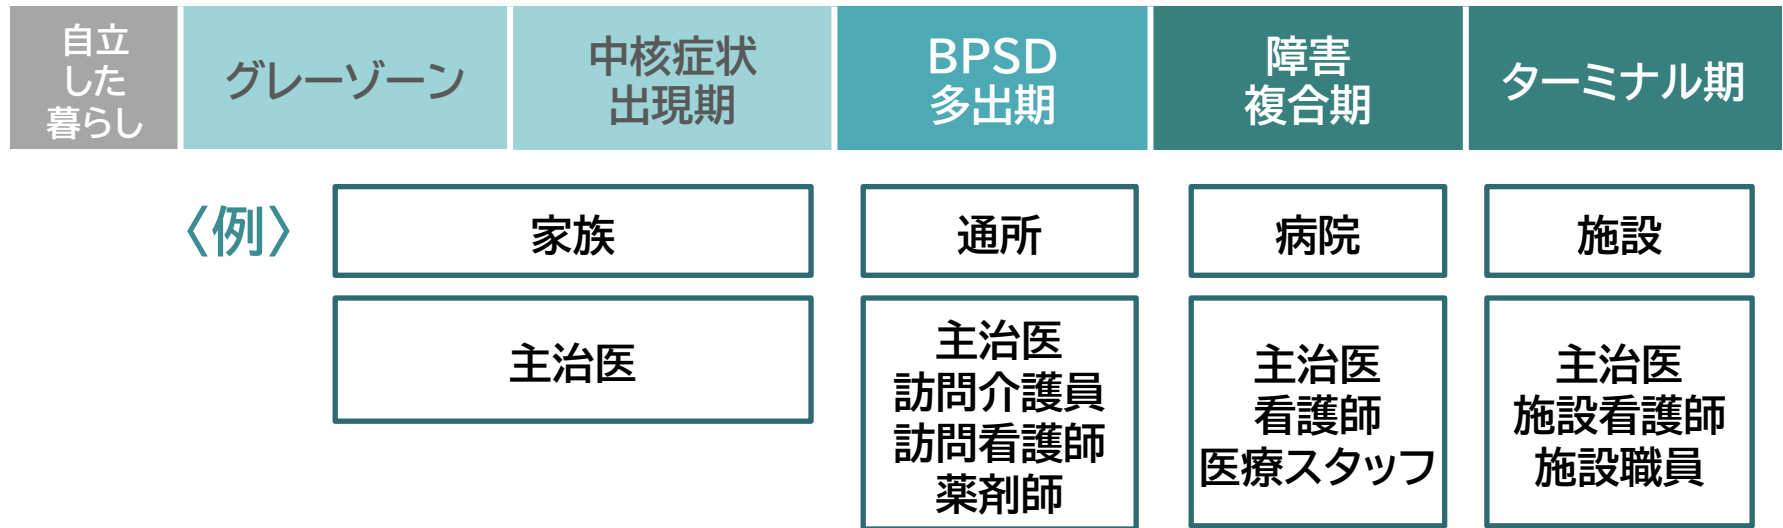 自立
した
暮らし
グレーゾーン
中核症状
出現期
BPSD
多出期
障害
複合期
ターミナル期
〈例〉
家族
通所
病院
施設
主治医
主治医
訪問介護員
訪問看護師
薬剤師
主治医
看護師
医療スタッフ
主治医
施設看護師
施設職員